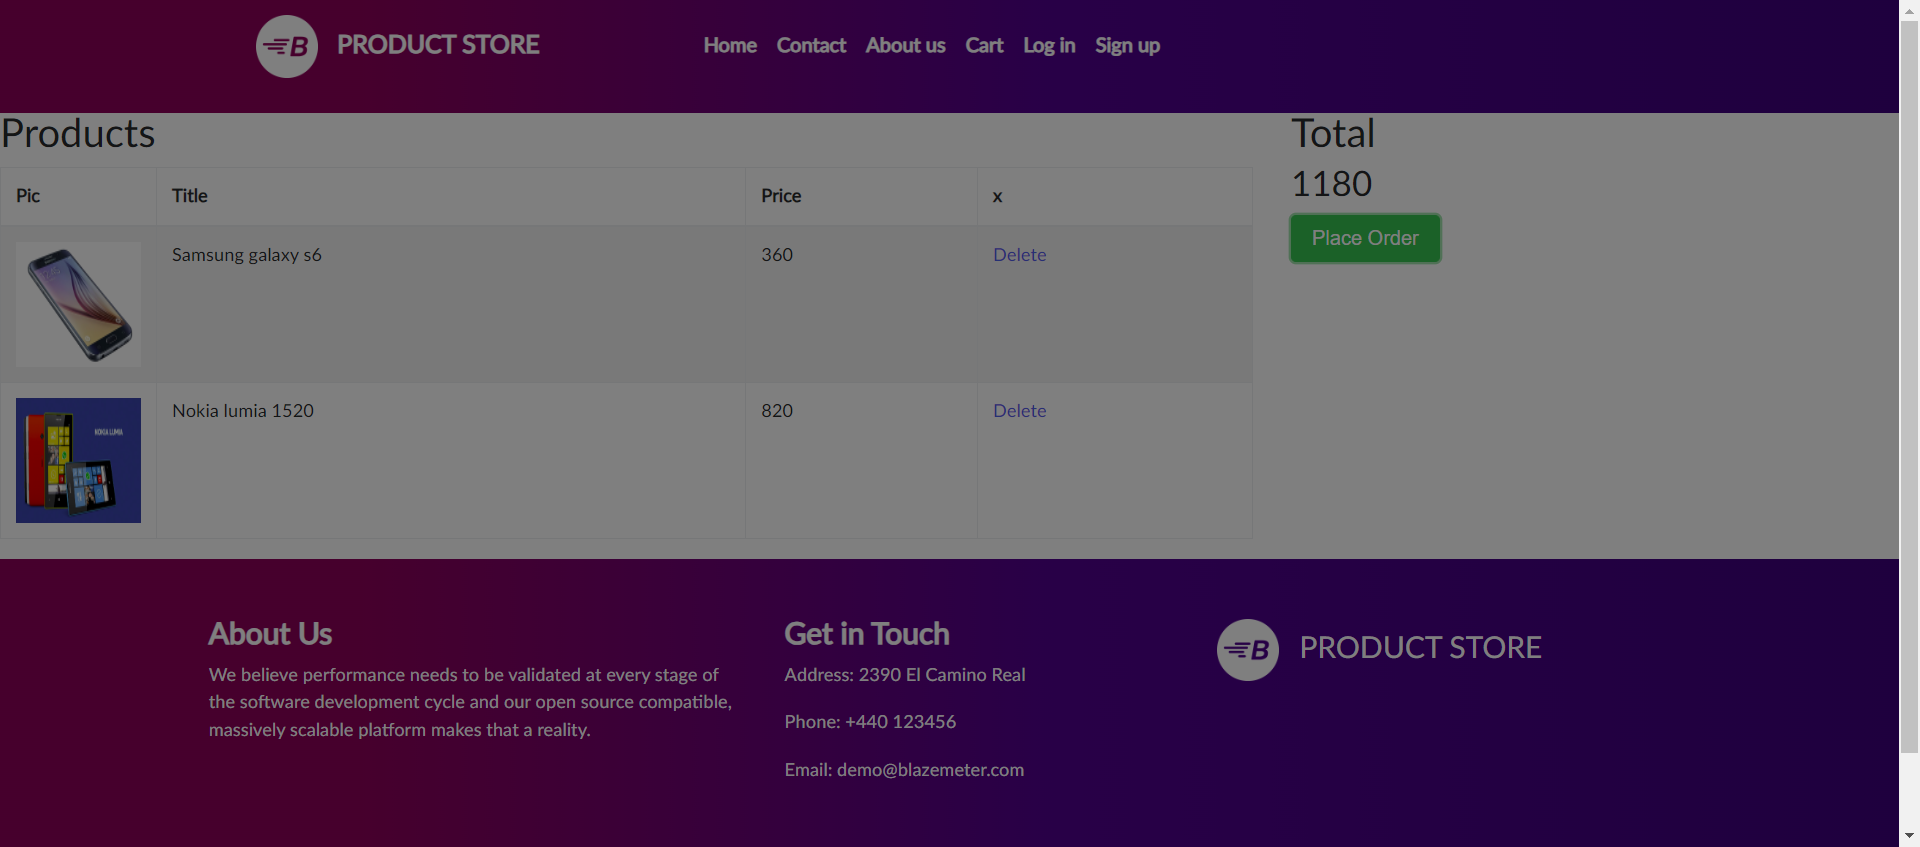 B PRODUCT STORE
Home Contact About us Cart Log in Sign up
Products
Pic Title Price x
Samsung galaxy s6 360 Delete
NOKIA LUMIA
Nokia lumia 1520 820 Delete
Total
1180
Place Order
About Us
We believe performance needs to be validated at every stage of
the software development cycle and our open source compatible,
massively scalable platform makes that a reality.
Get in Touch
Address: 2390 El Camino Real
Phone: +440 123456
Email: demo@blazemeter.com
B PRODUCT STORE